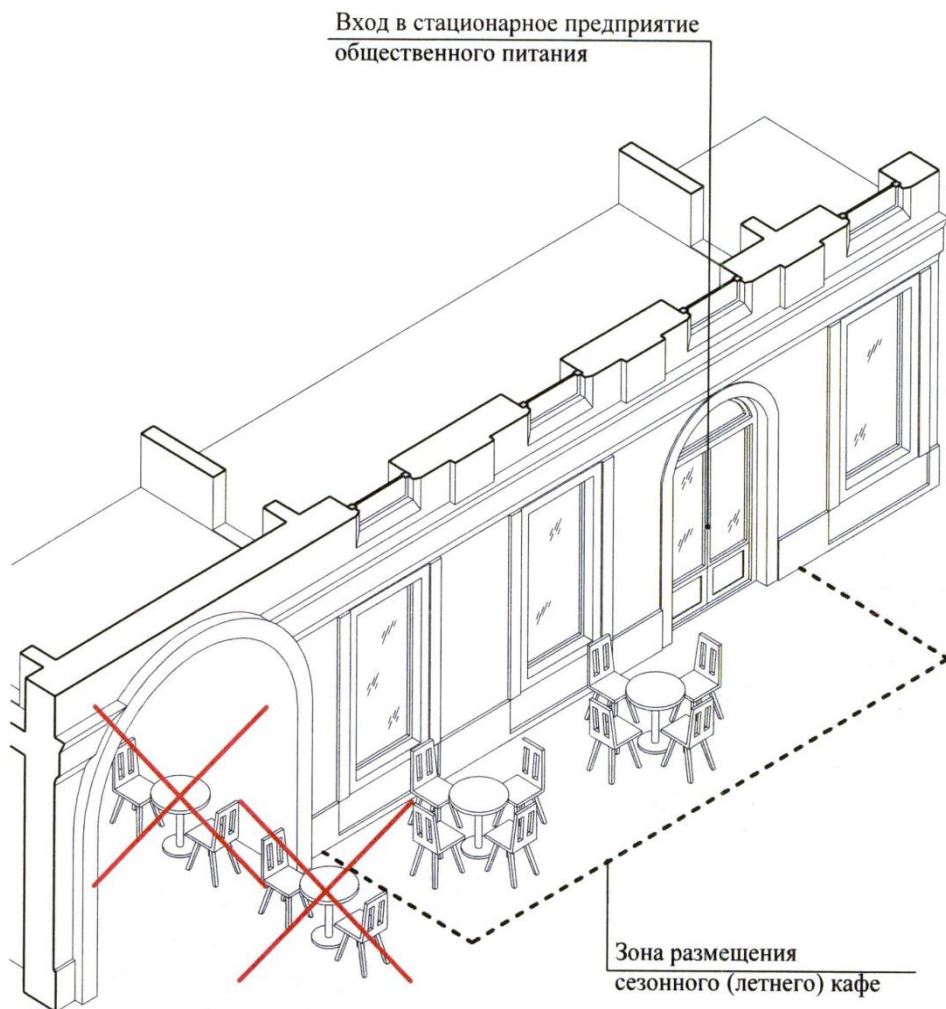 Вход в стационарное предприятие
общественного питания
Зона размещения
сезонного (летнего) кафе